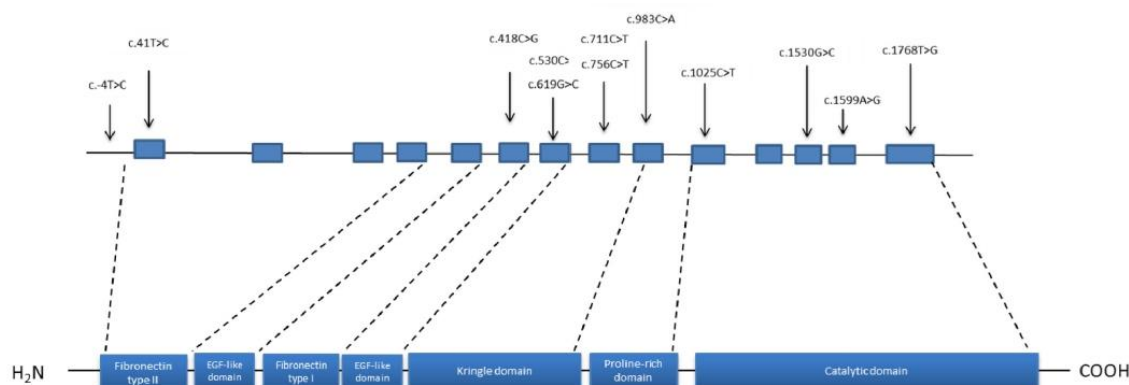 c.983C>A
c.41T>C
c.418C>G
c.711C>T
c.1530G>C
c.1768T>G
c.530C>
c.756C>T
c.1025C>T
c.-4T>C
c.619G>C
c.1599A>G
H₂N
Fibronectin
type II
EGF-like
domain
Fibronectin
type I
EGF-like
domain
Kringle domain
Proline-rich
domain
Catalytic domain
COOH